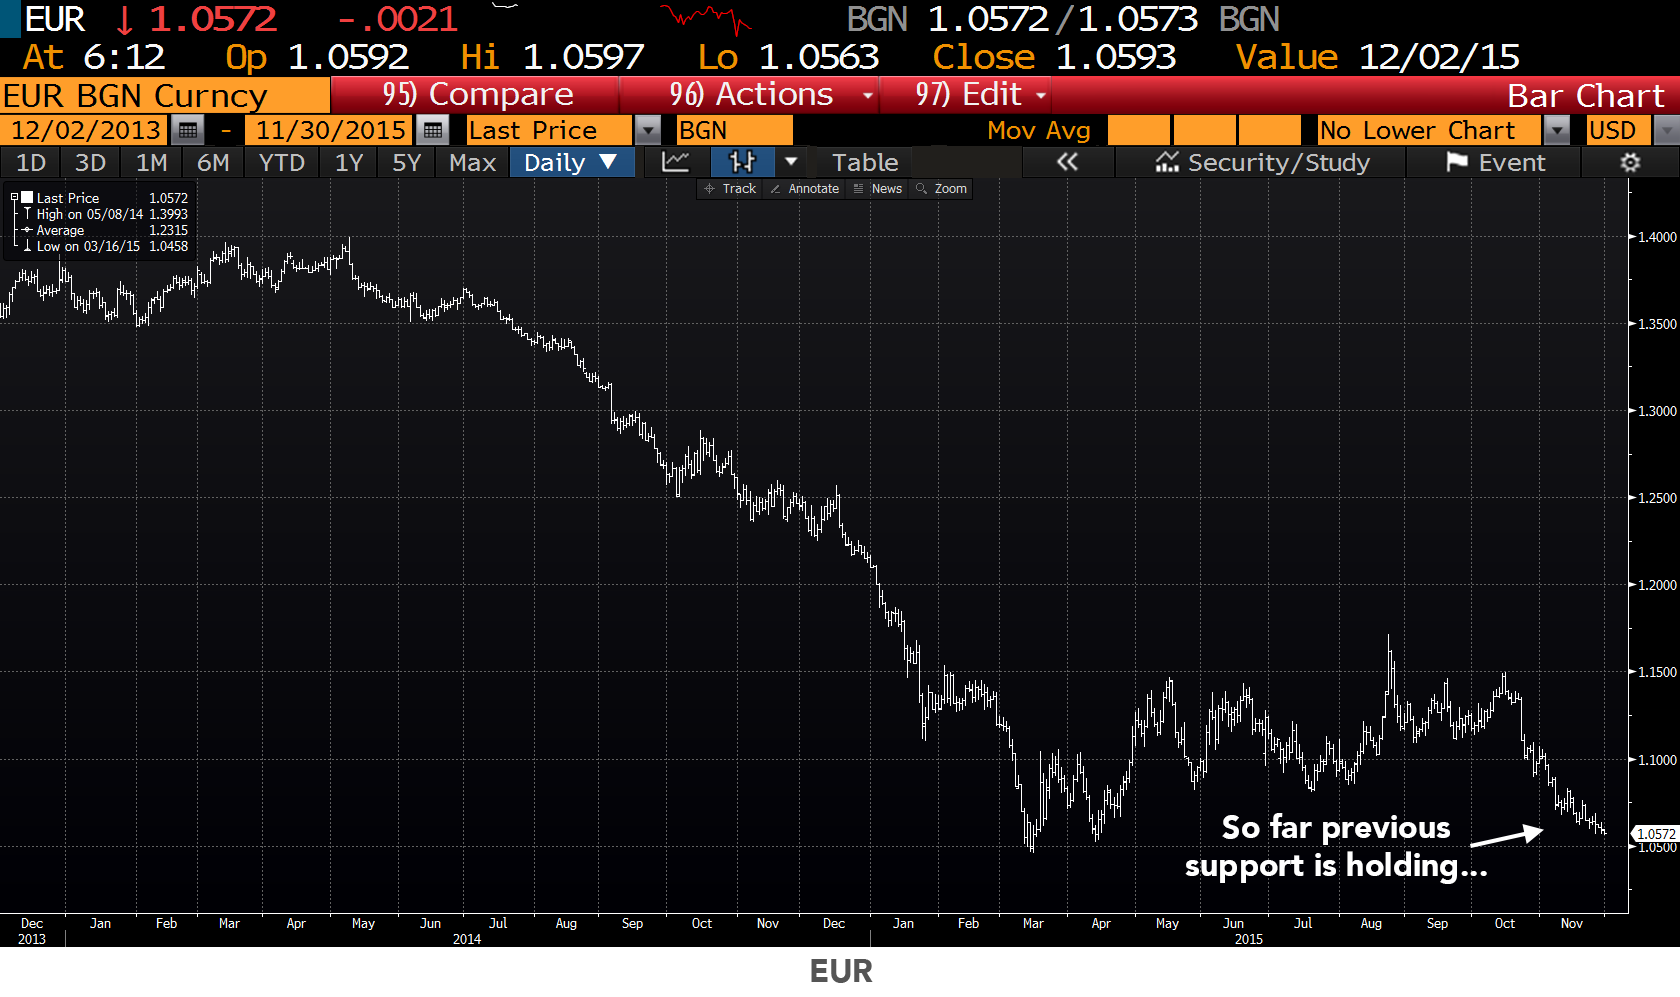 EUR ↓ 1.0572 -.0021 BGN 1.0572/1.0573 BGN
At 6:12 Op 1.0592 Hi 1.0597 Lo 1.0563 Close 1.0593 Value 12/02/15
EUR BGN Curncy 95) Compare 96) Actions 97) Edit Bar Chart
12/02/2013 - 11/30/2015 Last Price BGN Mov Avg No Lower Chart USD
1D 3D 1M 6M YTD 1Y 5Y Max Daily ▼ Table « Security/Study Event
Track Annotate News Zoom
Last Price 1.0572
High on 05/08/14 1.3993
Average 1.2315
Low on 03/16/15 1.0458
1.4000
1.3500
1.3000
1.2500
1.2000
1.1500
1.1000
1.0572
1.0500
So far previous
support is holding...
Dec Jan Feb Mar Apr May Jun Jul Aug Sep Oct Nov Dec Jan Feb Mar Apr May Jun Jul Aug Sep Oct Nov
2013 2014 2015
EUR